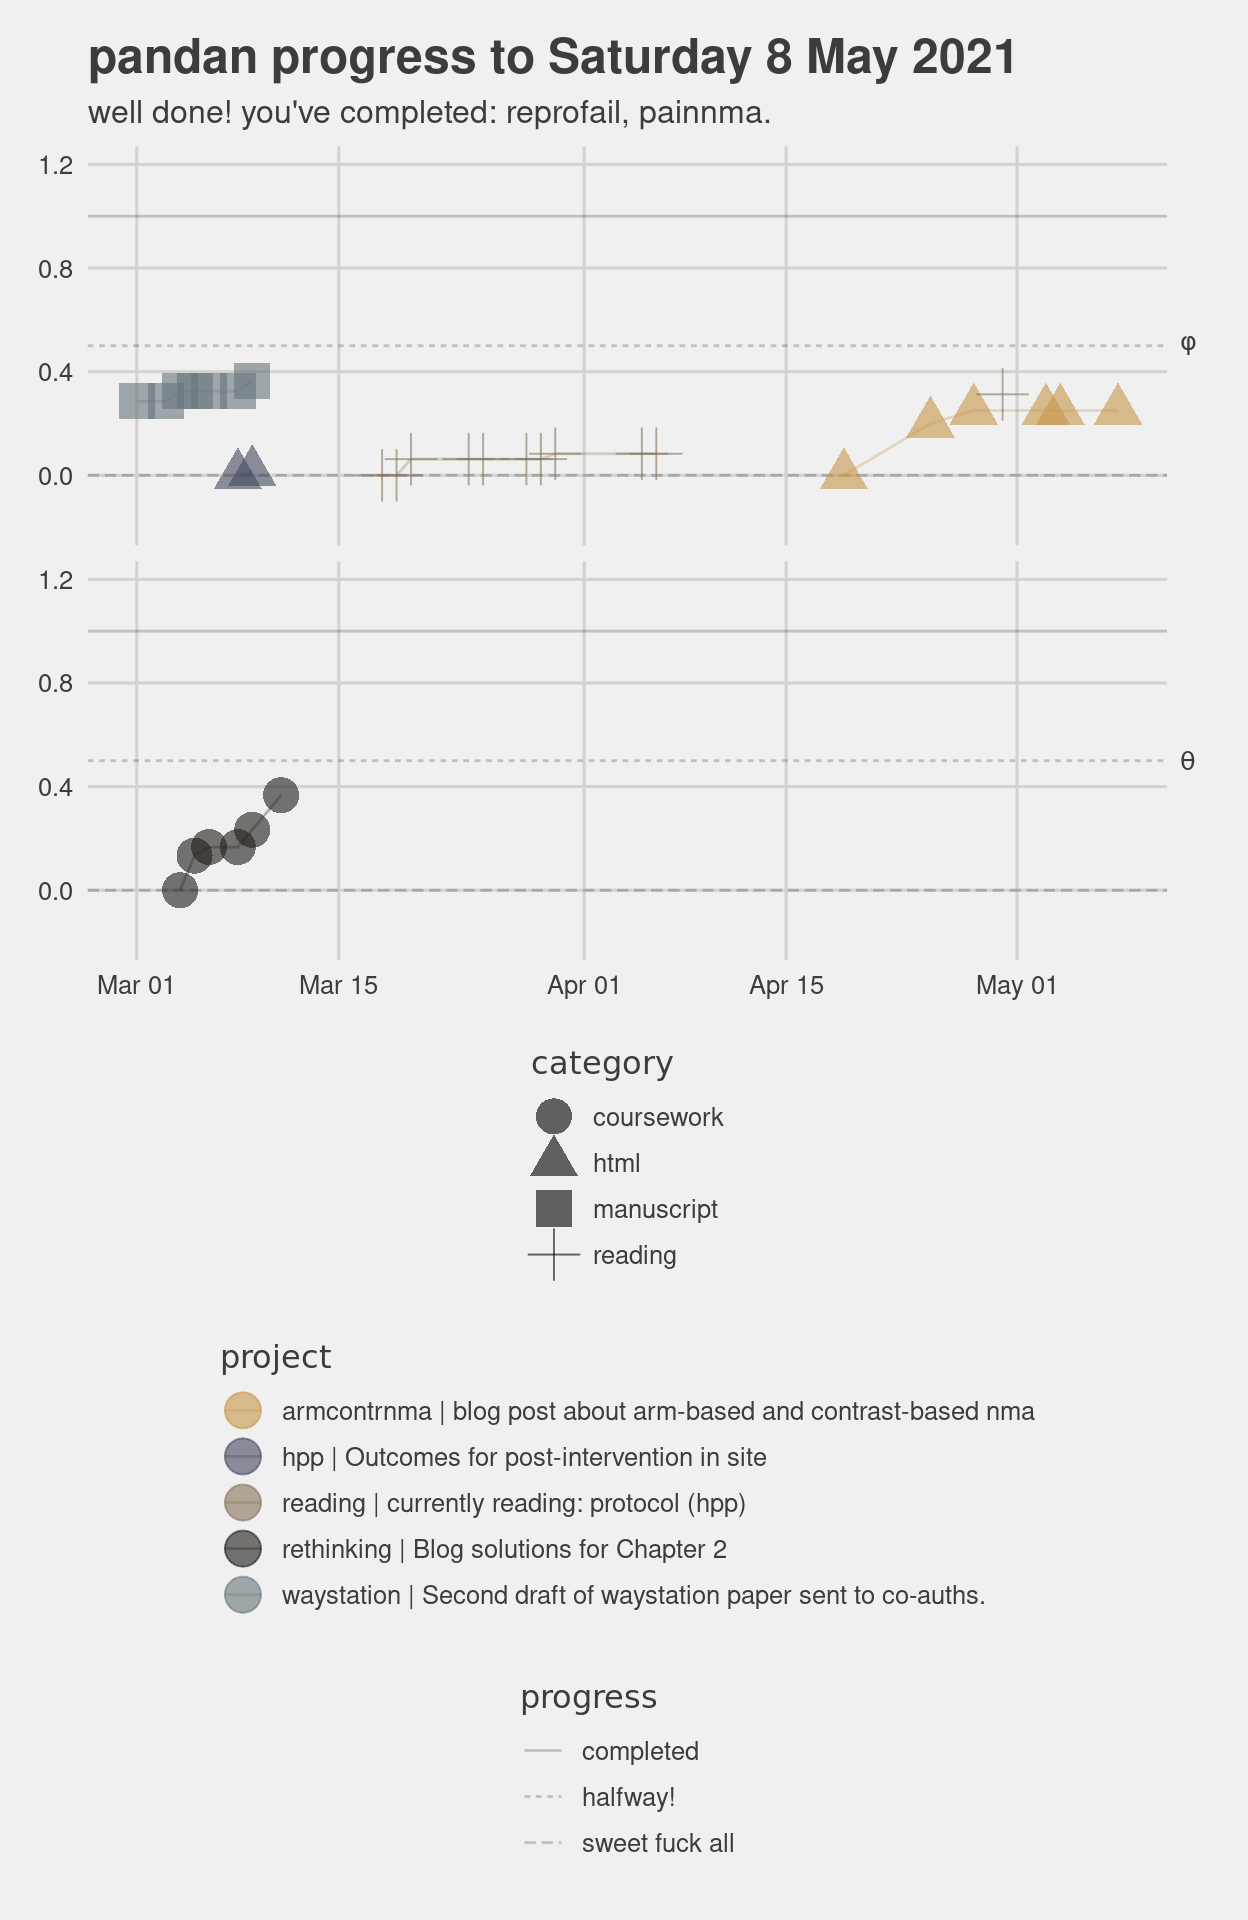 pandan progress to Saturday 8 May 2021
well done! you've completed: reprofail, painnma.
1.2
0.8
φ
0.4
0.0
1.2
0.8
θ
0.4
0.0
Mar 01 Mar 15 Apr 01 Apr 15 May 01
category
coursework
html
manuscript
reading
project
armcontrnma | blog post about arm-based and contrast-based nma
hpp | Outcomes for post-intervention in site
reading | currently reading: protocol (hpp)
rethinking | Blog solutions for Chapter 2
waystation | Second draft of waystation paper sent to co-auths.
progress
completed
halfway!
sweet fuck all